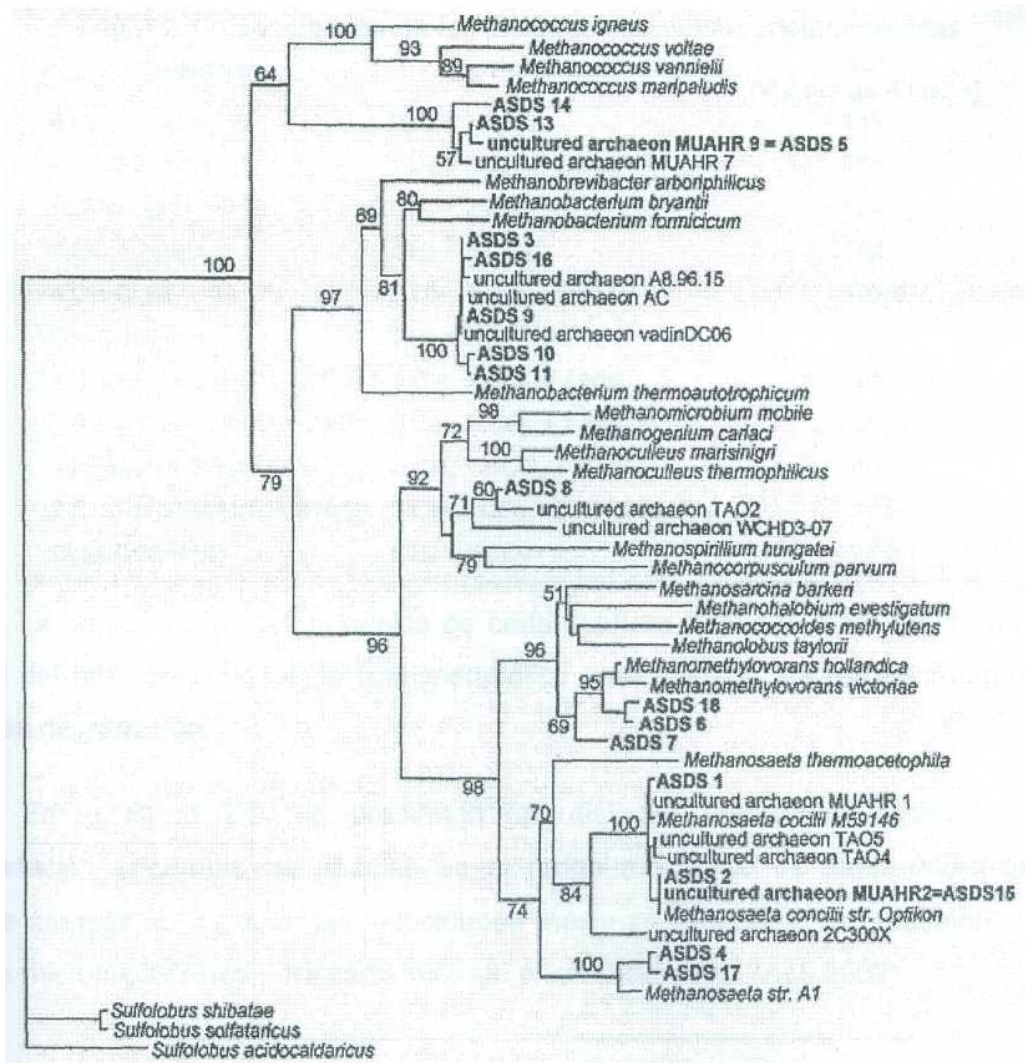 Methanococcus igneus
100
93
Methanococcus voltae
64
89
Methanococcus vannielii
Methanococcus maripaludis
ASDS 14
100
ASDS 13
uncultured archaeon MUAHR 9 = ASDS 5
57
uncultured archaeon MUAHR 7
Methanobrevibacter arboriphilicus
80
Methanobacterium bryantii
69
Methanobacterium formicicum
ASDS 3
ASDS 16
100
uncultured archaeon A8.96.15
81
97
uncultured archaeon AC
ASDS 9
uncultured archaeon vadinDC06
100
ASDS 10
ASDS 11
Methanobacterium thermoautotrophicum
98
Methanomicrobium mobile
72
Methanogenium cariaci
100
Methanoculleus marisinigri
Methanoculleus thermophilicus
79
92
60
ASDS 8
71
uncultured archaeon TAO2
uncultured archaeon WCHD3-07
Methanospirillium hungatei
79
Methanocorpusculum parvum
Methanosarcina barkeri
51
Methanohalobium evestigatum
Methanococcoides methylutens
96
96
Methanolobus taylorii
Methanomethylovorans hollandica
95
Methanomethylovorans victoriae
ASDS 18
69
ASDS 6
ASDS 7
Methanosaeta thermoacetophila
98
ASDS 1
uncultured archaeon MUAHR 1
70
100
Methanosaeta cocilii M59146
uncultured archaeon TAO5
uncultured archaeon TAO4
ASDS 2
84
uncultured archaeon MUAHR2=ASDS15
74
Methanosaeta concilii str. Opfikon
uncultured archaeon 2C300X
100
ASDS 4
ASDS 17
Methanosaeta str. A1
Sulfolobus shibatae
Sulfolobus solfataricus
Sulfolobus acidocaldaricus